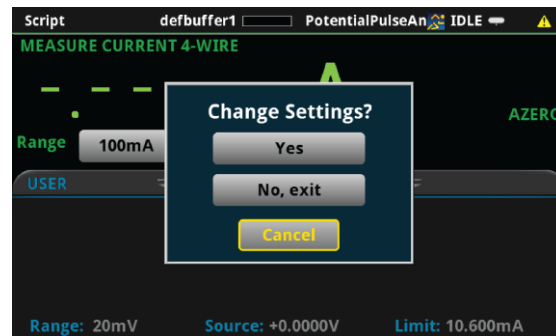 Script defbuffer1 PotentialPulseAn IDLE
MEASURE CURRENT 4-WIRE
- . - - - A
Change Settings?
AZERO
Range 100mA
Yes
USER
No, exit
Cancel
Range: 20mV Source: +0.0000V Limit: 10.600mA